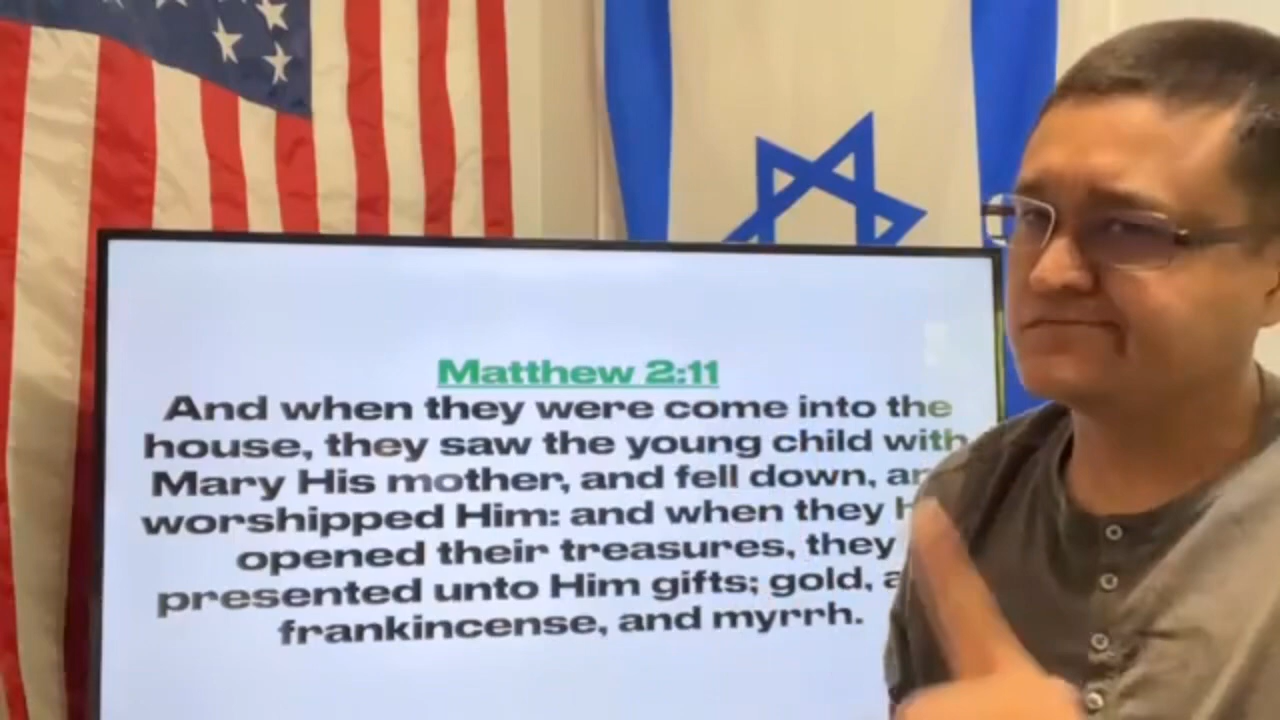 Matthew 2:11
And when they were come into the
house, they saw the young child with
Mary His mother, and fell down,
worshipped Him: and when they
opened their treasures, they
presented unto Him gifts; gold,
frankincense, and myrrh.